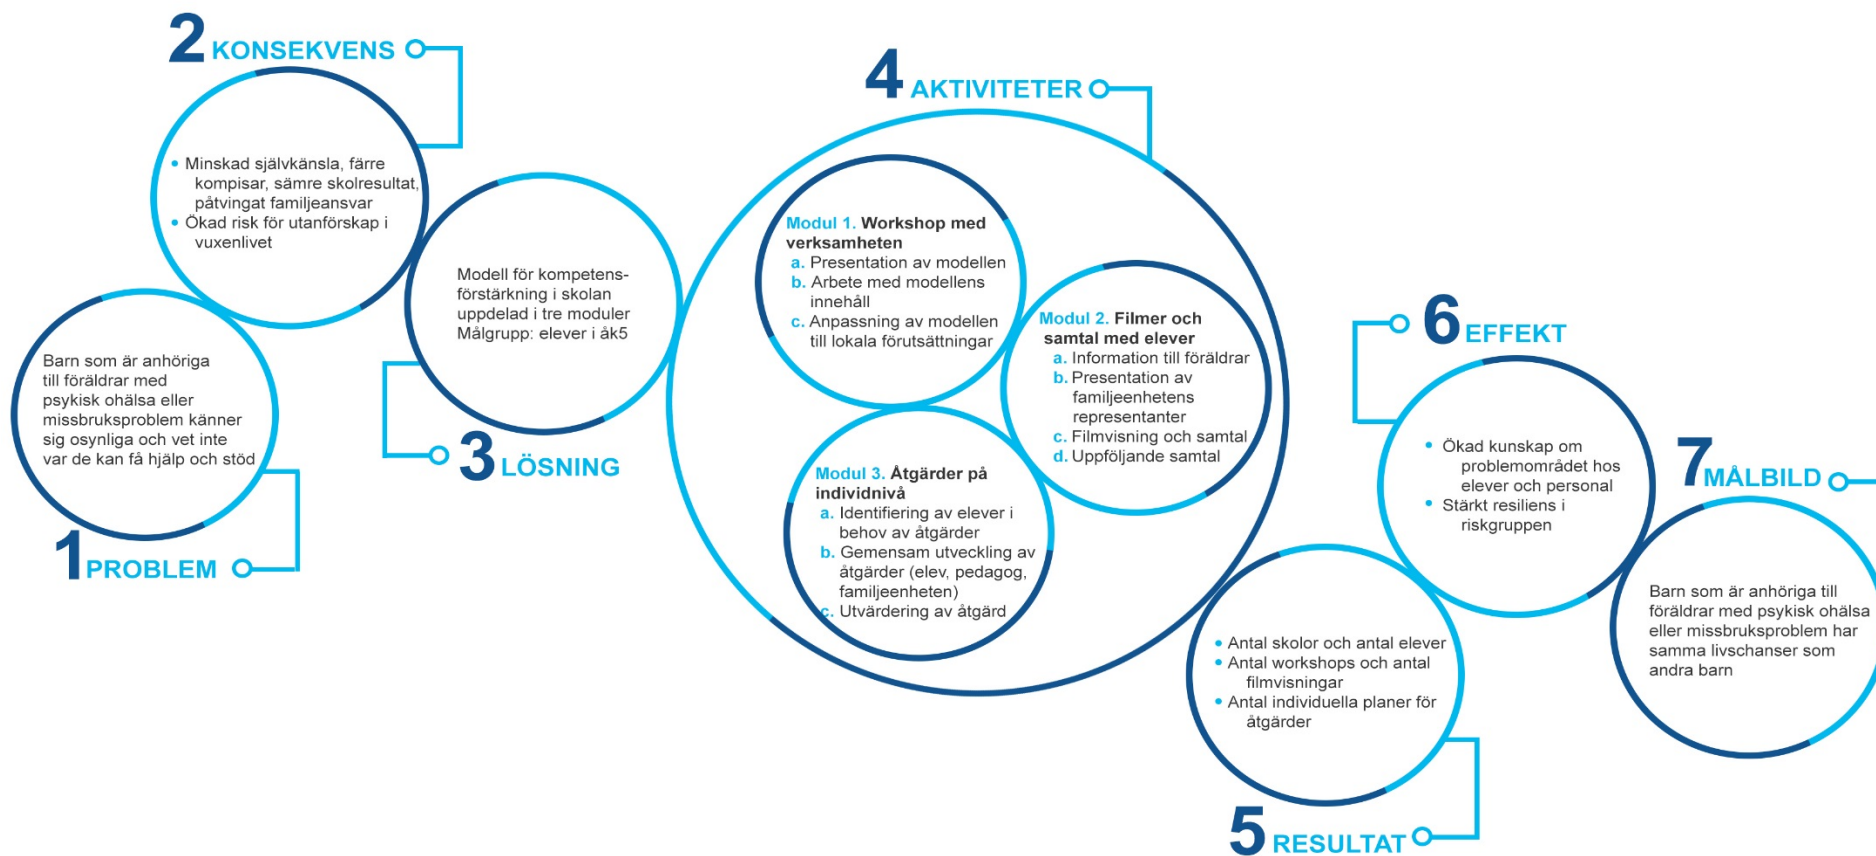 2 KONSEKVENS
• Minskad självkänsla, färre
kompisar, sämre skolresultat,
påtvingat familjeansvar
• Ökad risk för utanförskap i
vuxenlivet
Barn som är anhöriga
till föräldrar med
psykisk ohälsa eller
missbruksproblem känner
sig osynliga och vet inte
var de kan få hjälp och stöd
1 PROBLEM
Modell för kompetens-
förstärkning i skolan
uppdelad i tre moduler
Målgrupp: elever i åk5
3 LÖSNING
4 AKTIVITETER
Modul 1. Workshop med
verksamheten
a. Presentation av modellen
b. Arbete med modellens
innehåll
c. Anpassning av modellen
till lokala förutsättningar
Modul 2. Filmer och
samtal med elever
a. Information till föräldrar
b. Presentation av
familjeenhetens
representanter
c. Filmvisning och samtal
d. Uppföljande samtal
Modul 3. Åtgärder på
individnivå
a. Identifiering av elever i
behov av åtgärder
b. Gemensam utveckling av
åtgärder (elev, pedagog,
familjeenheten)
c. Utvärdering av åtgärd
• Antal skolor och antal elever
• Antal workshops och antal
filmvisningar
• Antal individuella planer för
åtgärder
5 RESULTAT
6 EFFEKT
• Ökad kunskap om
problemområdet hos
elever och personal
• Stärkt resiliens i
riskgruppen
7 MÅLBILD
Barn som är anhöriga till
föräldrar med psykisk ohälsa
eller missbruksproblem har
samma livschanser som
andra barn